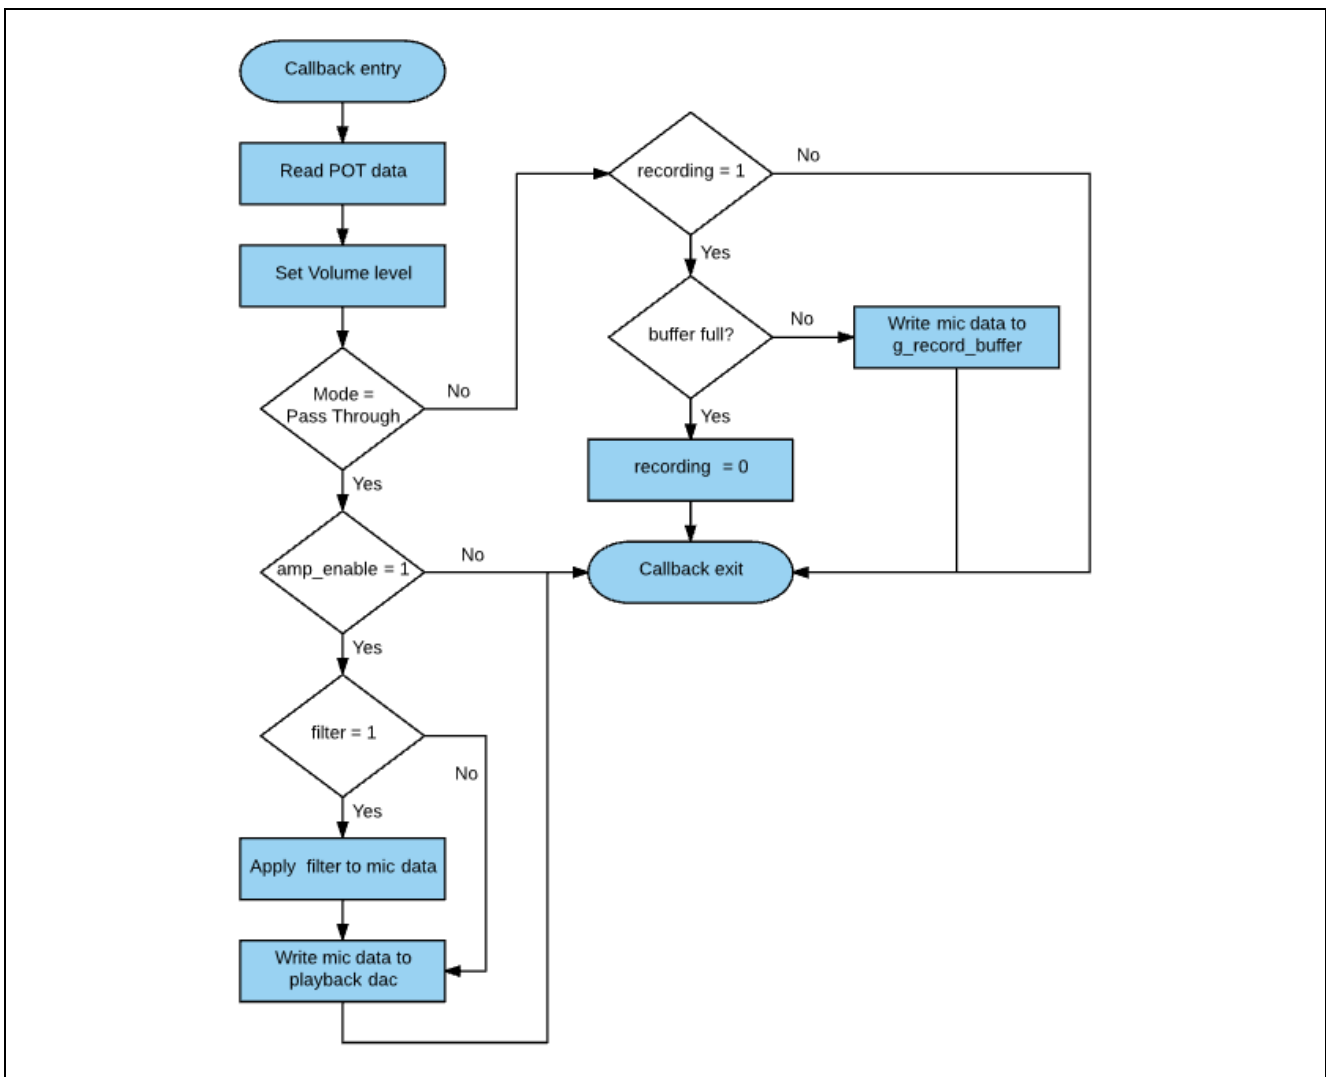 Callback entry
Read POT data
Set Volume level
Mode =
Pass Through
No
Yes
amp_enable = 1
No
Yes
filter = 1
No
Yes
Apply filter to mic data
Write mic data to
playback dac
recording = 1
No
Yes
buffer full?
No
Write mic data to
g_record_buffer
Yes
recording = 0
Callback exit